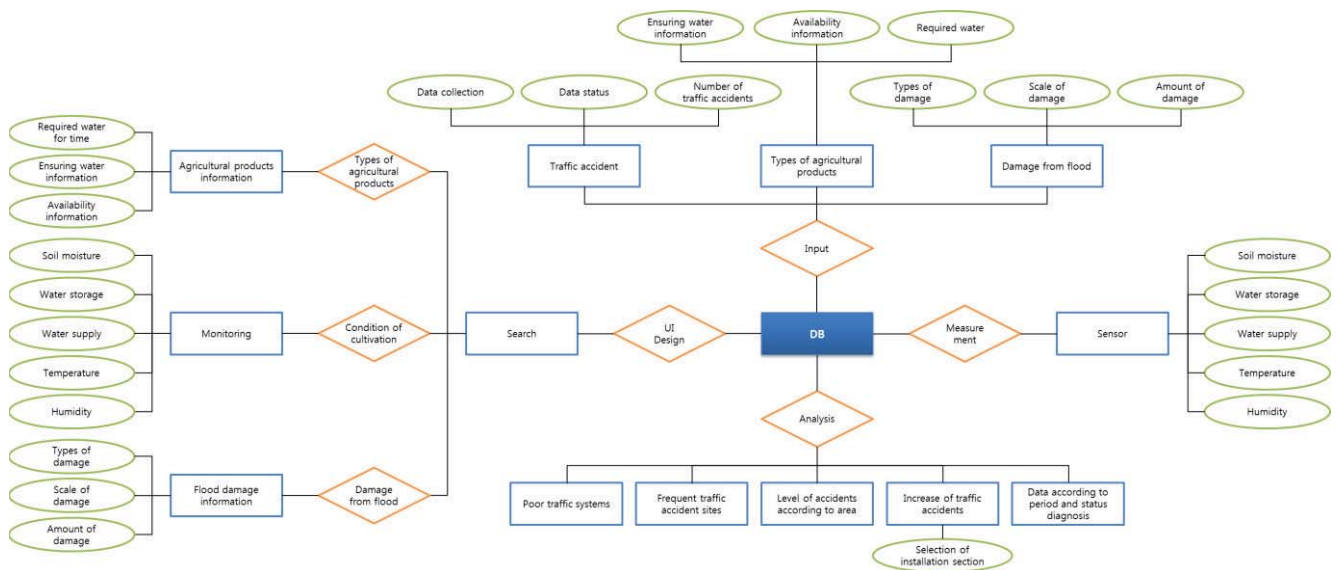 Ensuring water
information
Availability
information
Required water
Data collection
Data status
Number of
traffic accidents
Types of
damage
Scale of
damage
Amount of
damage
Required water
for time
Ensuring water
information
Availability
information
Agricultural products
information
Types of
agricultural
products
Traffic accident
Types of agricultural
products
Damage from flood
Input
Soil moisture
Water storage
Water supply
Temperature
Humidity
Monitoring
Condition of
cultivation
Search
UI
Design
DB
Measure
ment
Sensor
Soil moisture
Water storage
Water supply
Temperature
Humidity
Analysis
Types of
damage
Scale of
damage
Amount of
damage
Flood damage
information
Damage
from flood
Poor traffic systems
Frequent traffic
accident sites
Level of accidents
according to area
Increase of traffic
accidents
Data according to
period and status
diagnosis
Selection of
installation section